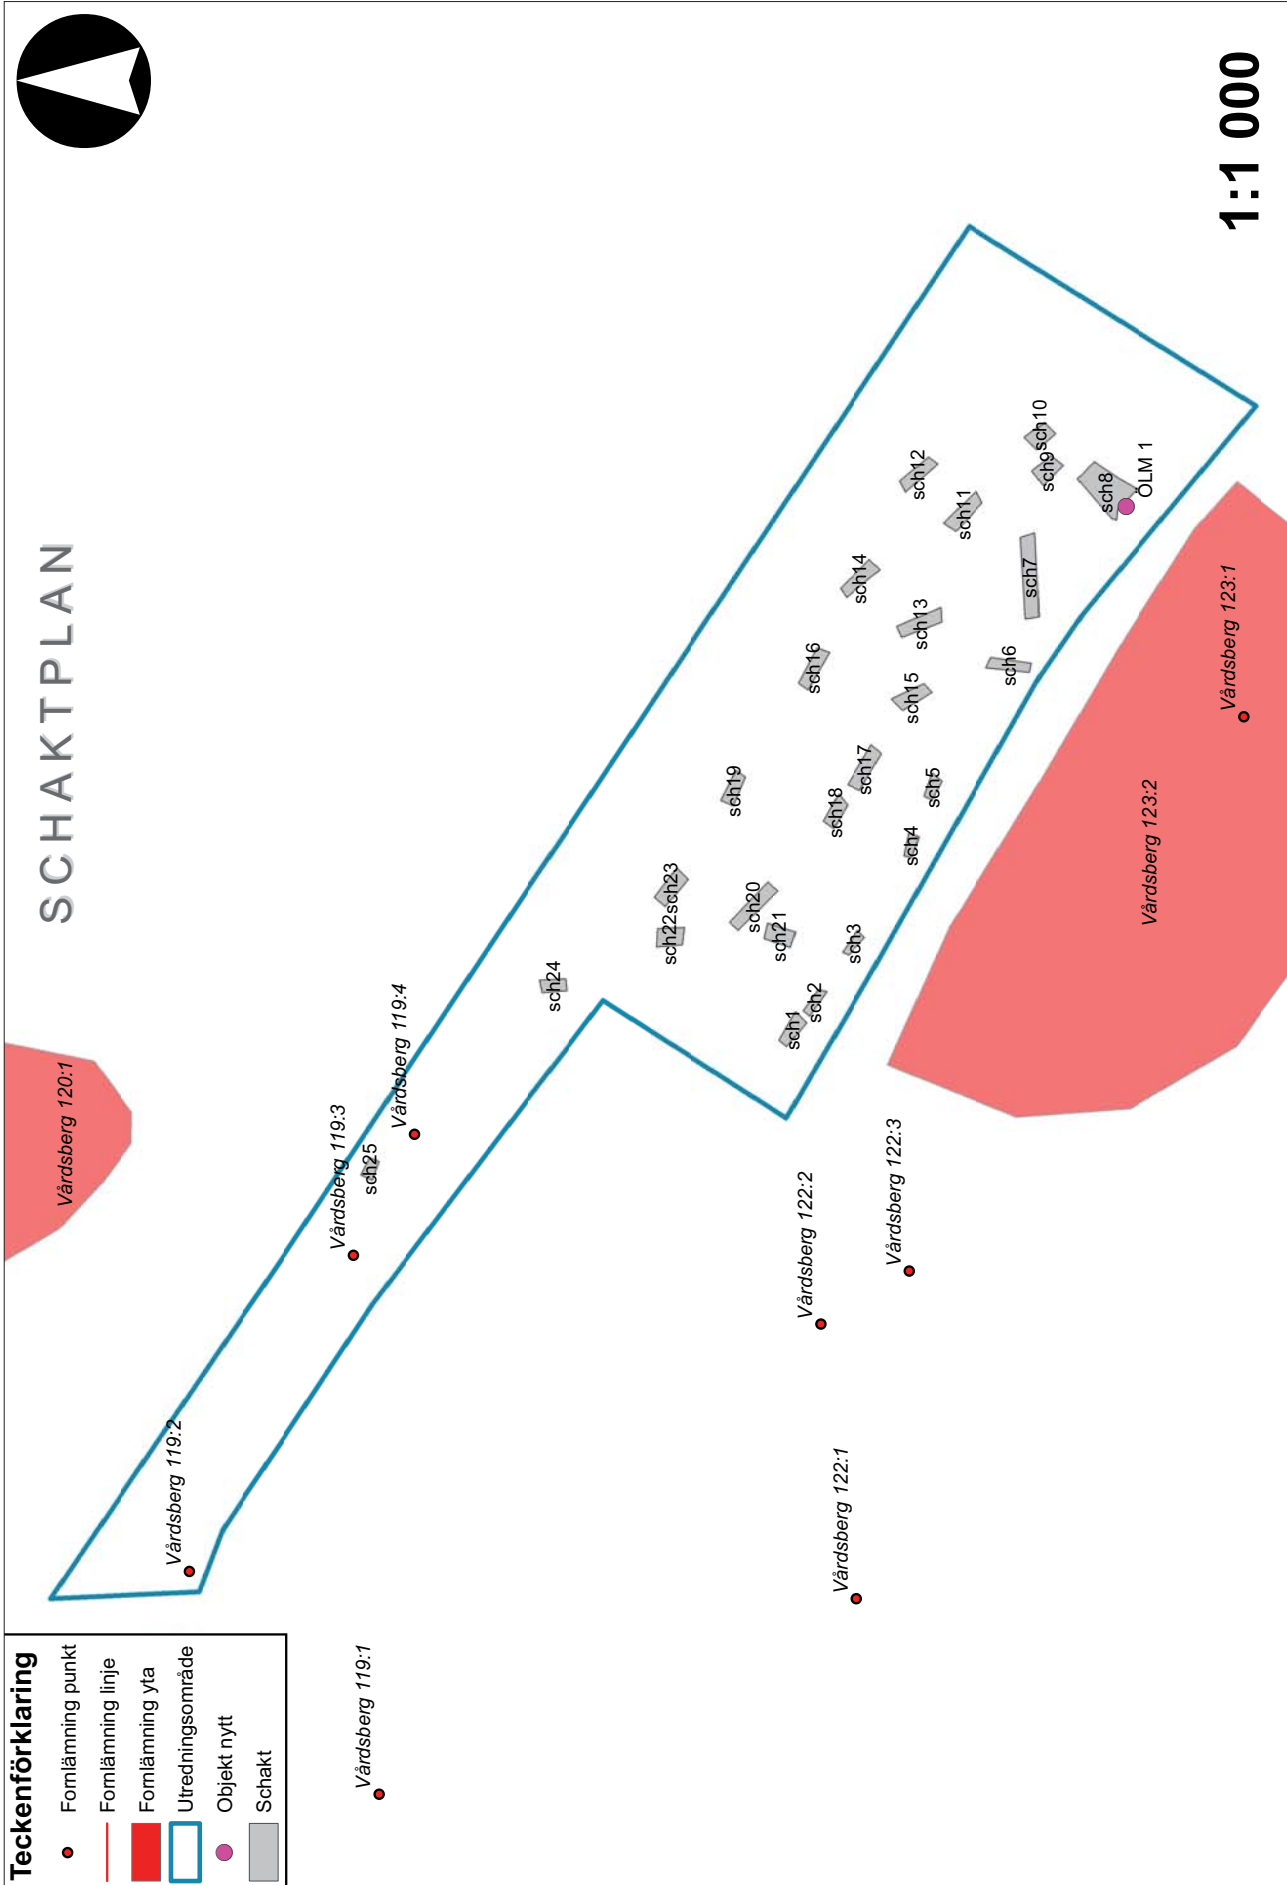 SCHAKTPLAN
Teckenförklaring
Fornlämning punkt
Fornlämning linje
Fornlämning yta
Utredningsområde
Objekt nytt
Schakt
Vårdsberg 120:1
Vårdsberg 119:1
Vårdsberg 119:2
Vårdsberg 119:3
Vårdsberg 119:4
sch25
sch24
sch22
sch23
sch19
sch20
sch21
sch1
sch2
sch3
sch4
sch5
sch18
sch17
sch16
sch15
sch14
sch13
sch12
sch11
sch10
sch9
sch8
sch7
sch6
ÖLM 1
Vårdsberg 122:1
Vårdsberg 122:2
Vårdsberg 122:3
Vårdsberg 123:2
Vårdsberg 123:1
1:1 000